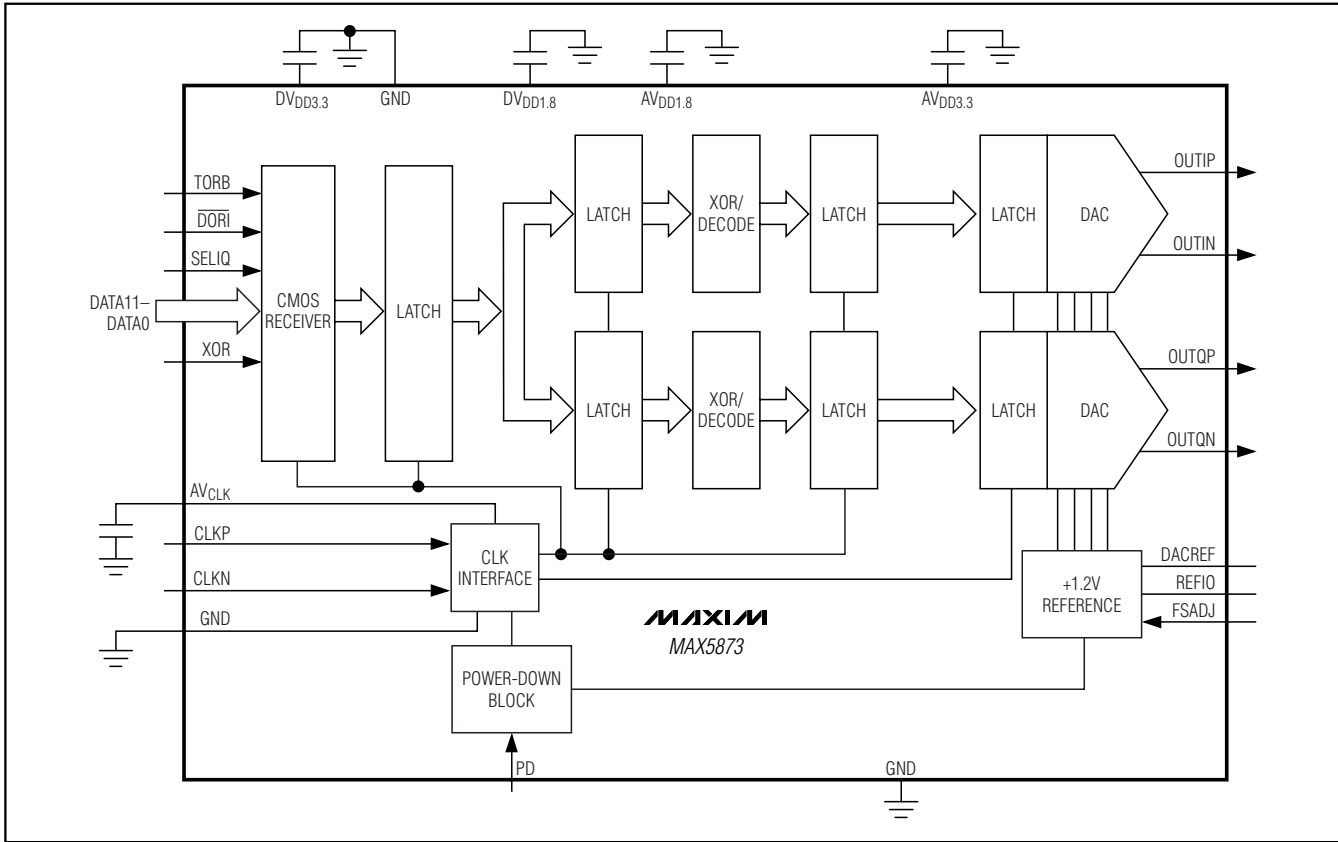 DVDD3.3
GND
DVDD1.8
AVDD1.8
AVDD3.3
TORB
DORI
SELIQ
DATA11–
DATA0
XOR
CMOS
RECEIVER
LATCH
LATCH
XOR/
DECODE
LATCH
LATCH
DAC
OUTIP
OUTIN
LATCH
XOR/
DECODE
LATCH
LATCH
DAC
OUTQP
OUTQN
AVCLK
CLKP
CLKN
GND
CLK
INTERFACE
MAXIM
MAX5873
+1.2V
REFERENCE
DACREF
REFIO
FSADJ
POWER-DOWN
BLOCK
PD
GND